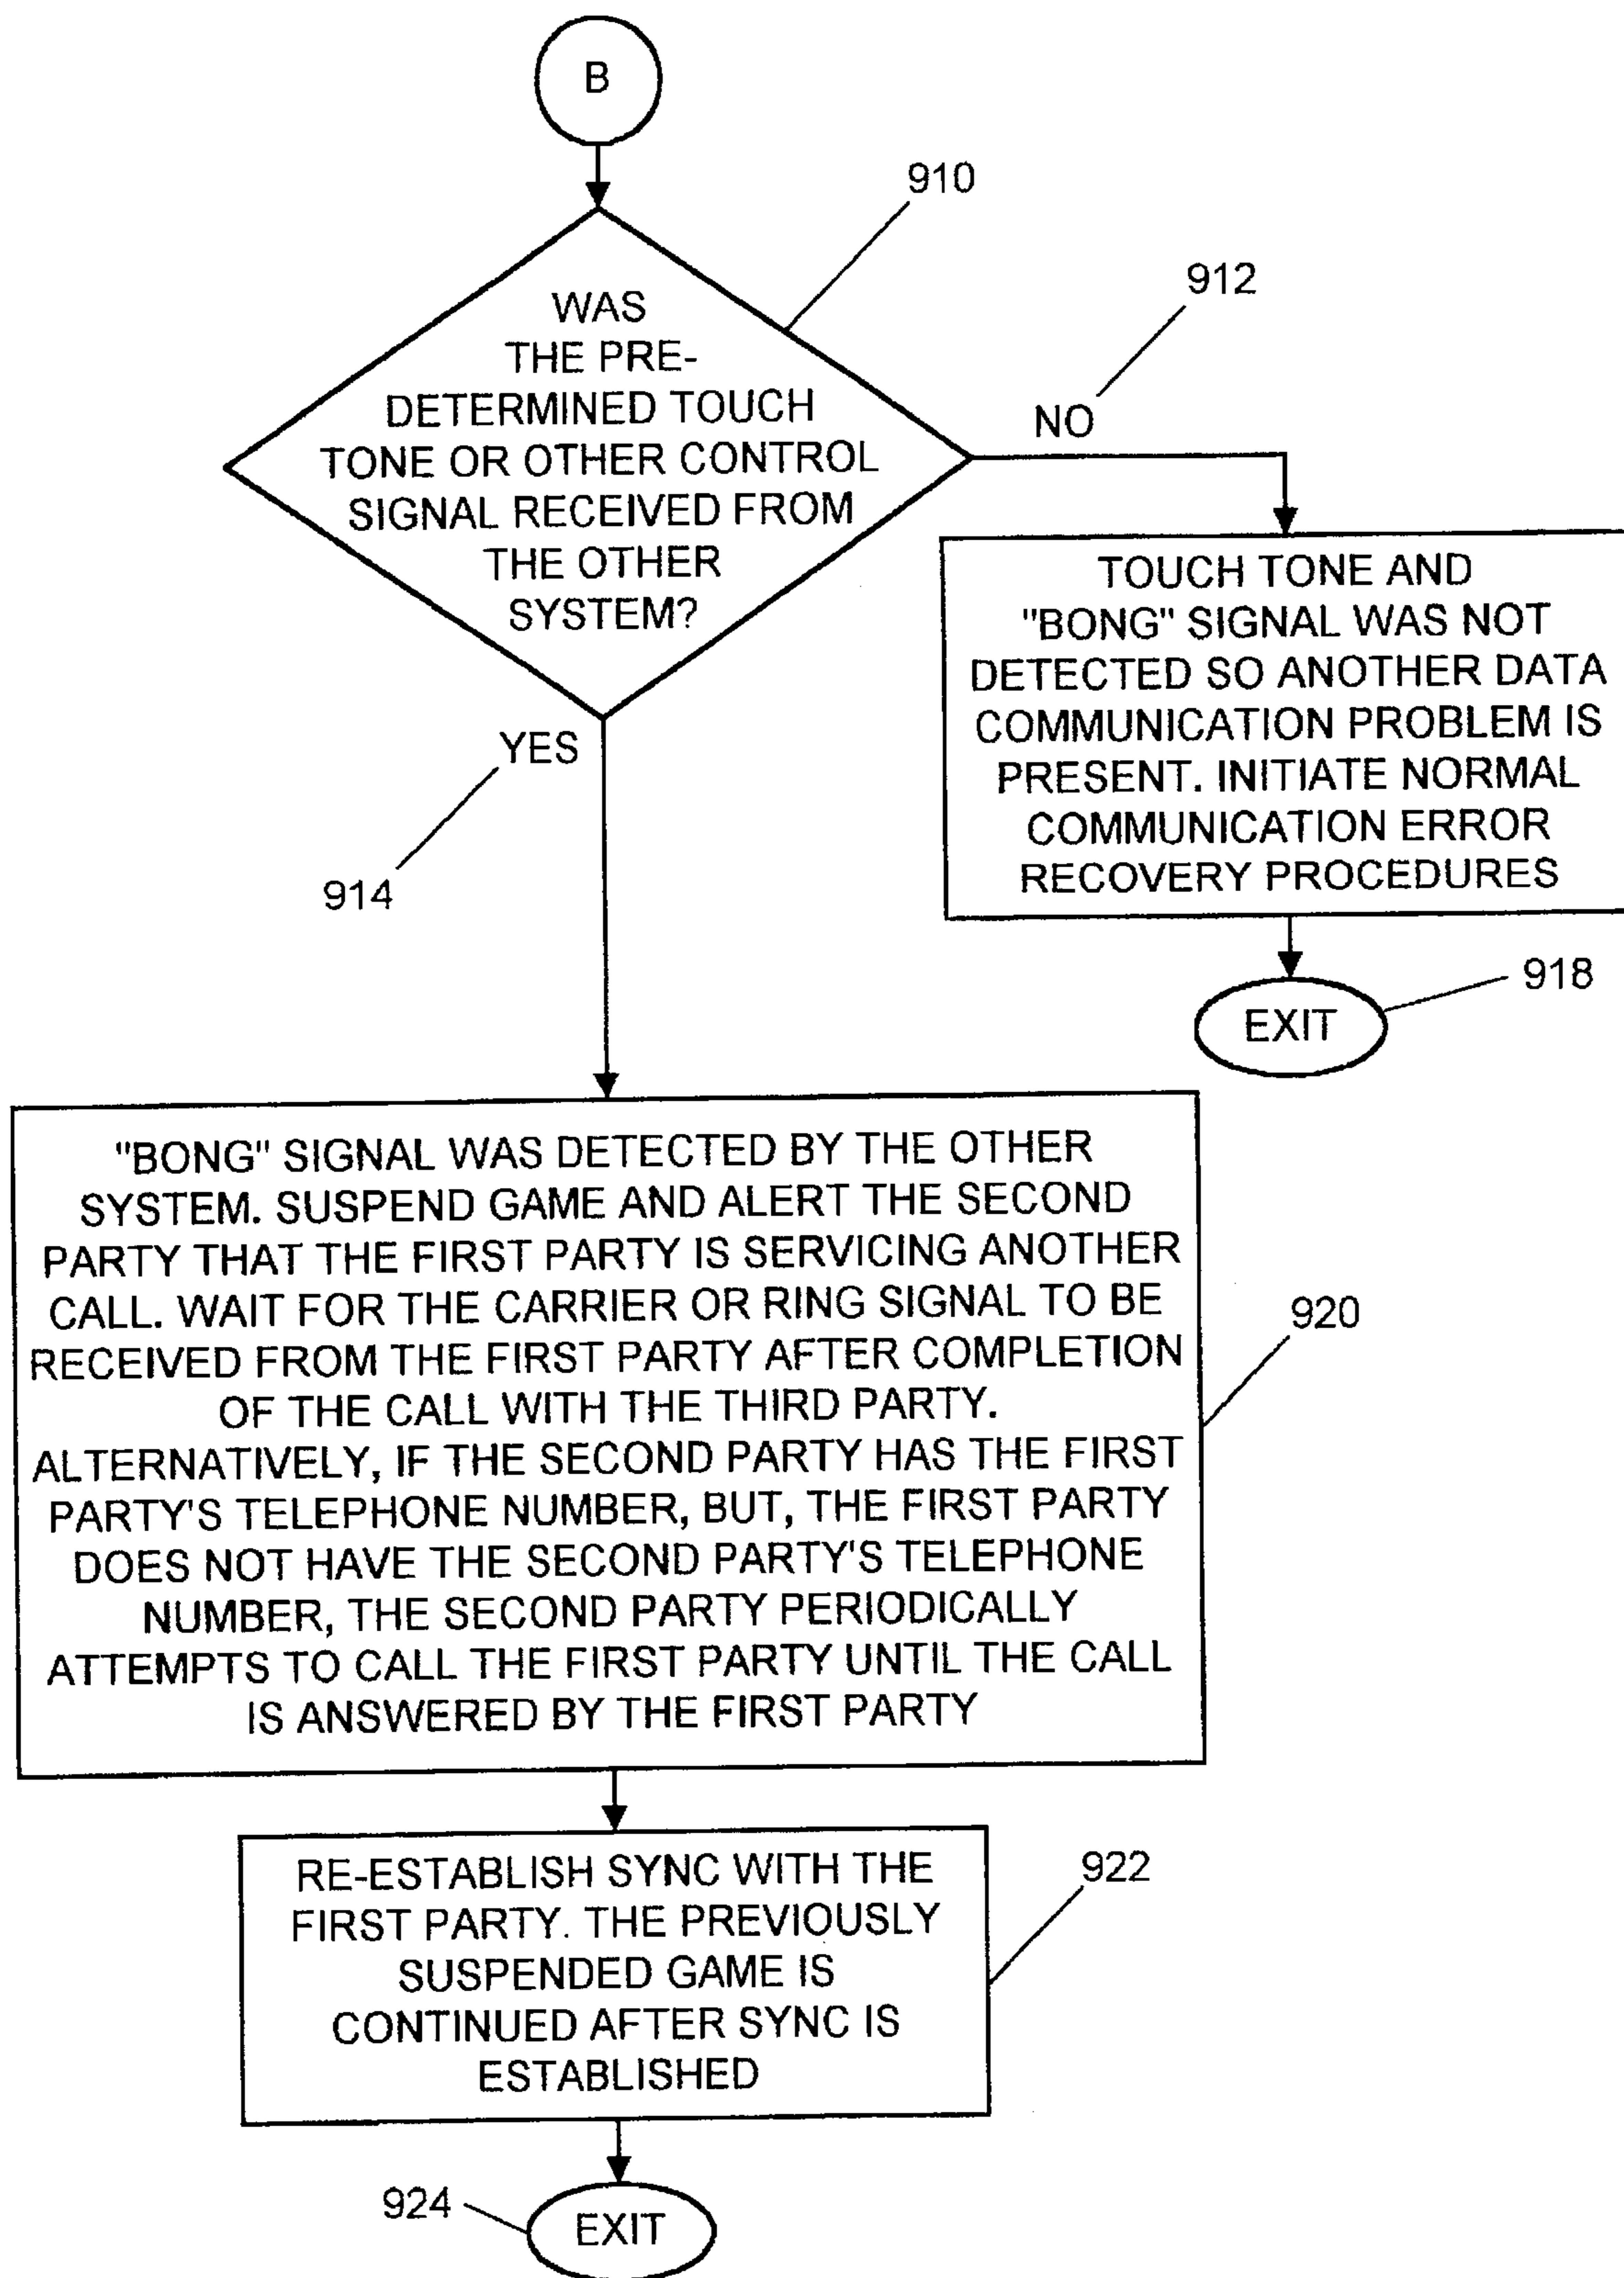 B
910
WAS
THE PRE-
DETERMINED TOUCH
TONE OR OTHER CONTROL
SIGNAL RECEIVED FROM
THE OTHER
SYSTEM?
912
NO
TOUCH TONE AND
"BONG" SIGNAL WAS NOT
DETECTED SO ANOTHER DATA
COMMUNICATION PROBLEM IS
PRESENT. INITIATE NORMAL
COMMUNICATION ERROR
RECOVERY PROCEDURES
YES
914
918
EXIT
"BONG" SIGNAL WAS DETECTED BY THE OTHER
SYSTEM. SUSPEND GAME AND ALERT THE SECOND
PARTY THAT THE FIRST PARTY IS SERVICING ANOTHER
CALL. WAIT FOR THE CARRIER OR RING SIGNAL TO BE
RECEIVED FROM THE FIRST PARTY AFTER COMPLETION
OF THE CALL WITH THE THIRD PARTY.
ALTERNATIVELY, IF THE SECOND PARTY HAS THE FIRST
PARTY'S TELEPHONE NUMBER, BUT, THE FIRST PARTY
DOES NOT HAVE THE SECOND PARTY'S TELEPHONE
NUMBER, THE SECOND PARTY PERIODICALLY
ATTEMPTS TO CALL THE FIRST PARTY UNTIL THE CALL
IS ANSWERED BY THE FIRST PARTY
920
RE-ESTABLISH SYNC WITH THE
FIRST PARTY. THE PREVIOUSLY
SUSPENDED GAME IS
CONTINUED AFTER SYNC IS
ESTABLISHED
922
924
EXIT